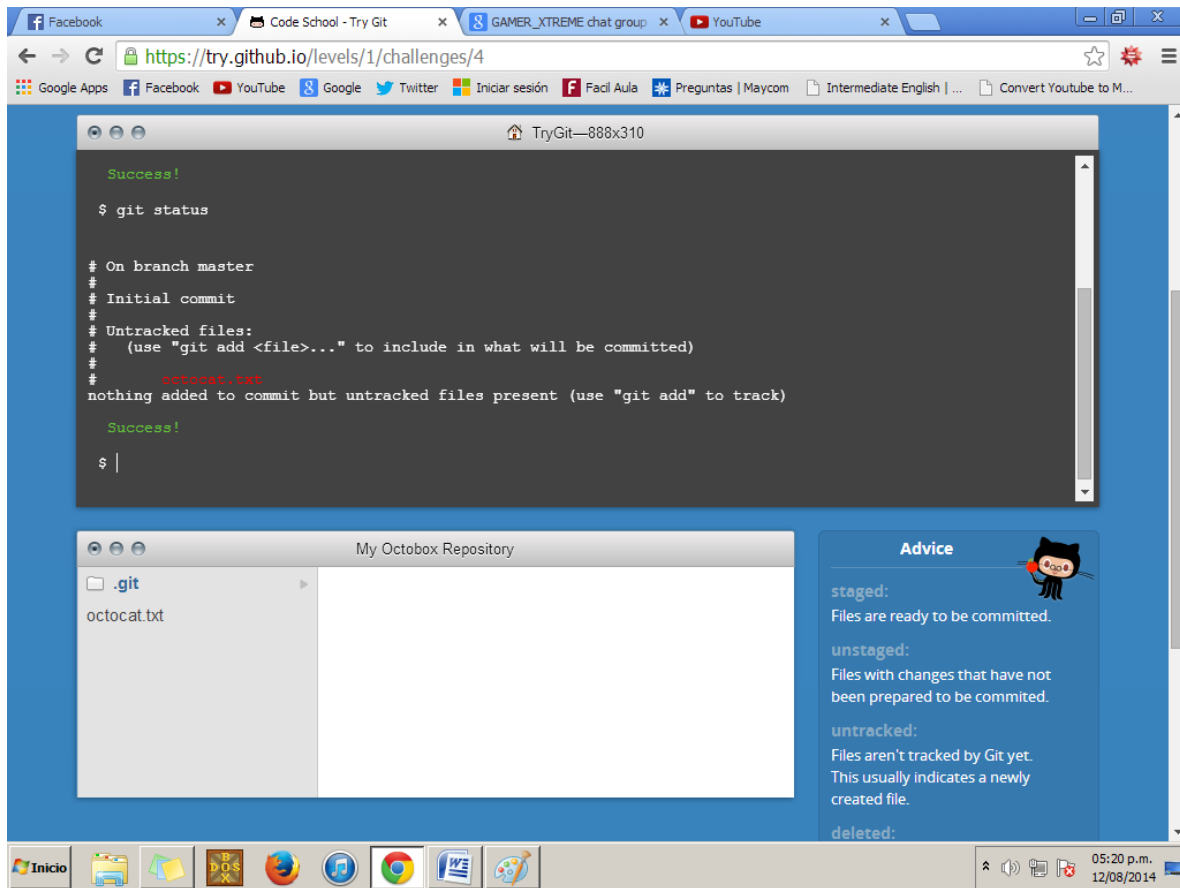 Facebook
Code School - Try Git
GAMER_XTREME chat group
YouTube
https://try.github.io/levels/1/challenges/4
Google Apps
Facebook
YouTube
Google
Twitter
Iniciar sesión
Facil Aula
Preguntas | Maycom
Intermediate English | ...
Convert Youtube to M...
TryGit—888x310
Success!
$ git status
# On branch master
#
# Initial commit
#
# Untracked files:
#   (use "git add <file>..." to include in what will be committed)
#
#       octocat.txt
nothing added to commit but untracked files present (use "git add" to track)
Success!
$
My Octobox Repository
.git
octocat.txt
Advice
staged:
Files are ready to be committed.
unstaged:
Files with changes that have not
been prepared to be commited.
untracked:
Files aren't tracked by Git yet.
This usually indicates a newly
created file.
deleted:
Inicio
05:20 p.m.
12/08/2014